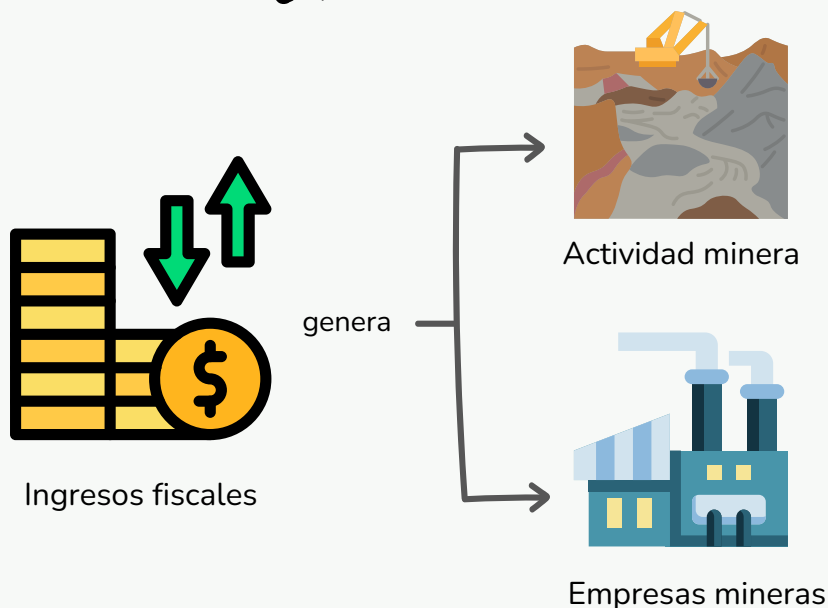 Actividad minera
genera
Ingresos fiscales
Empresas mineras